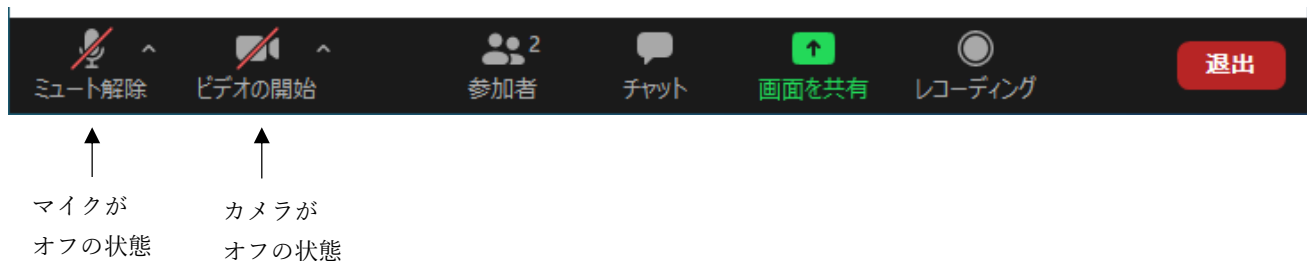 2
ミュート解除 ビデオの開始 参加者 チャット 画面を共有 レコーディング 退出
マイクが
オフの状態
カメラが
オフの状態